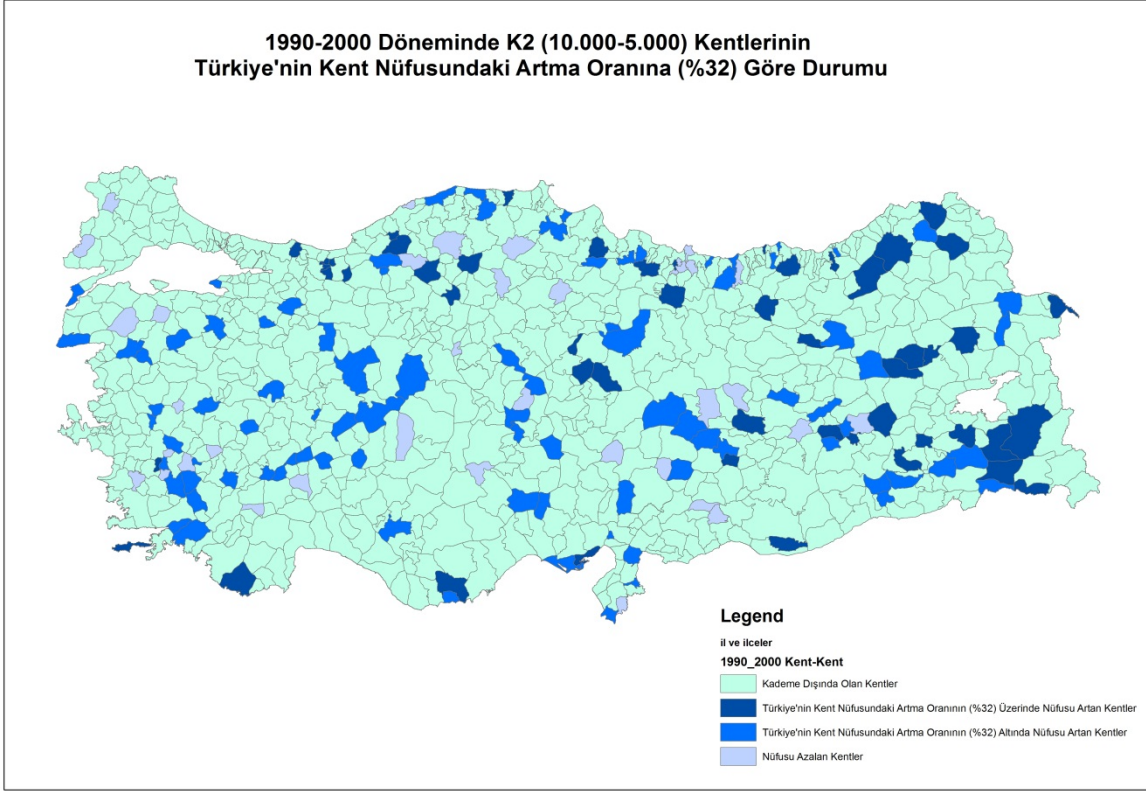 1990-2000 Döneminde K2 (10.000-5.000) Kentlerinin
Türkiye'nin Kent Nüfusundaki Artma Oranına (%32) Göre Durumu
Legend
il ve ilceler
1990_2000 Kent-Kent
Kademe Dışında Olan Kentler
Türkiye'nin Kent Nüfusundaki Artma Oranının (%32) Üzerinde Nüfusu Artan Kentler
Türkiye'nin Kent Nüfusundaki Artma Oranının (%32) Altında Nüfusu Artan Kentler
Nüfusu Azalan Kentler